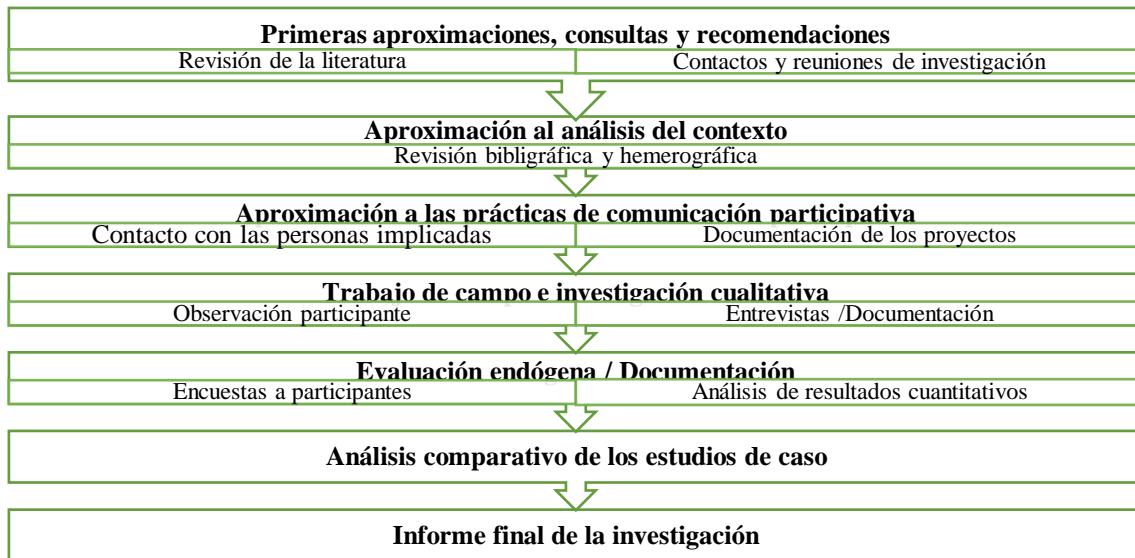 Primeras aproximaciones, consultas y recomendaciones
Revisión de la literatura
Contactos y reuniones de investigación
Aproximación al análisis del contexto
Revisión bibligráfica y hemerográfica
Aproximación a las prácticas de comunicación participativa
Contacto con las personas implicadas
Documentación de los proyectos
Trabajo de campo e investigación cualitativa
Observación participante
Entrevistas /Documentación
Evaluación endógena / Documentación
Encuestas a participantes
Análisis de resultados cuantitativos
Análisis comparativo de los estudios de caso
Informe final de la investigación